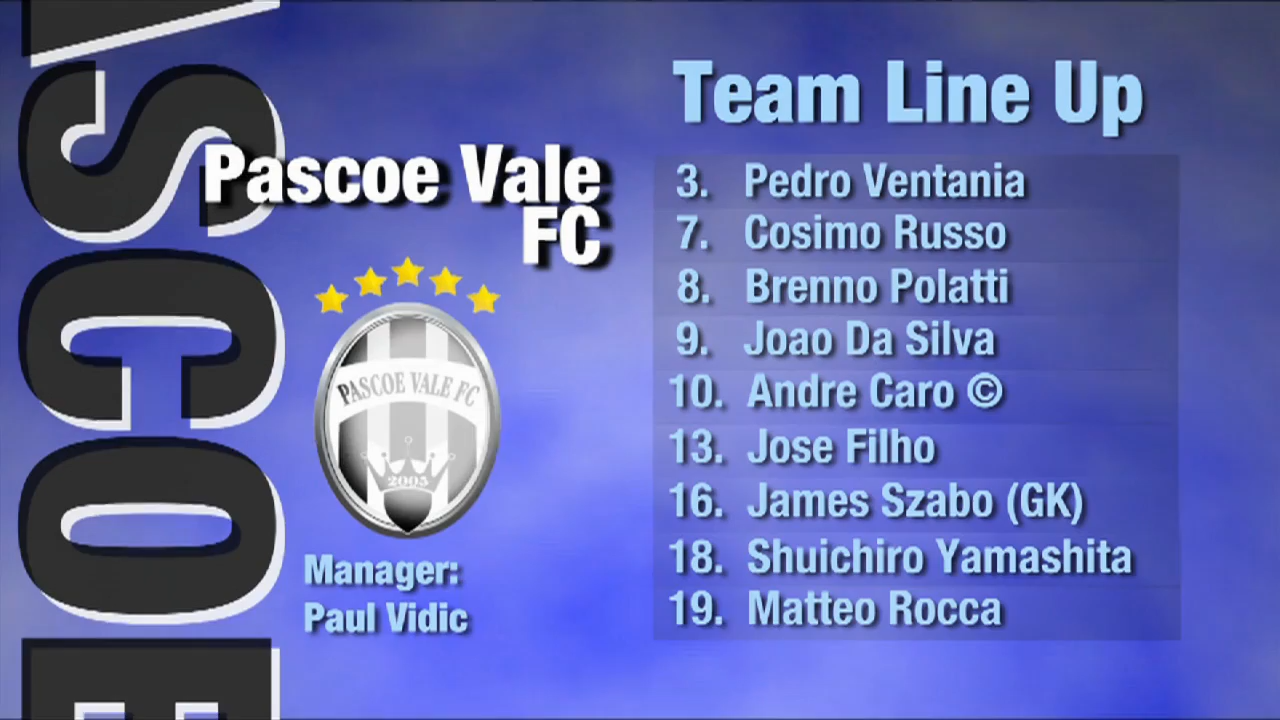 Team Line Up
Pascoe Vale
FC
PASCOE VALE FC
2005
Manager:
Paul Vidic
3. Pedro Ventania
7. Cosimo Russo
8. Brenno Polatti
9. Joao Da Silva
10. Andre Caro ©
13. Jose Filho
16. James Szabo (GK)
18. Shuichiro Yamashita
19. Matteo Rocca
ASCOE